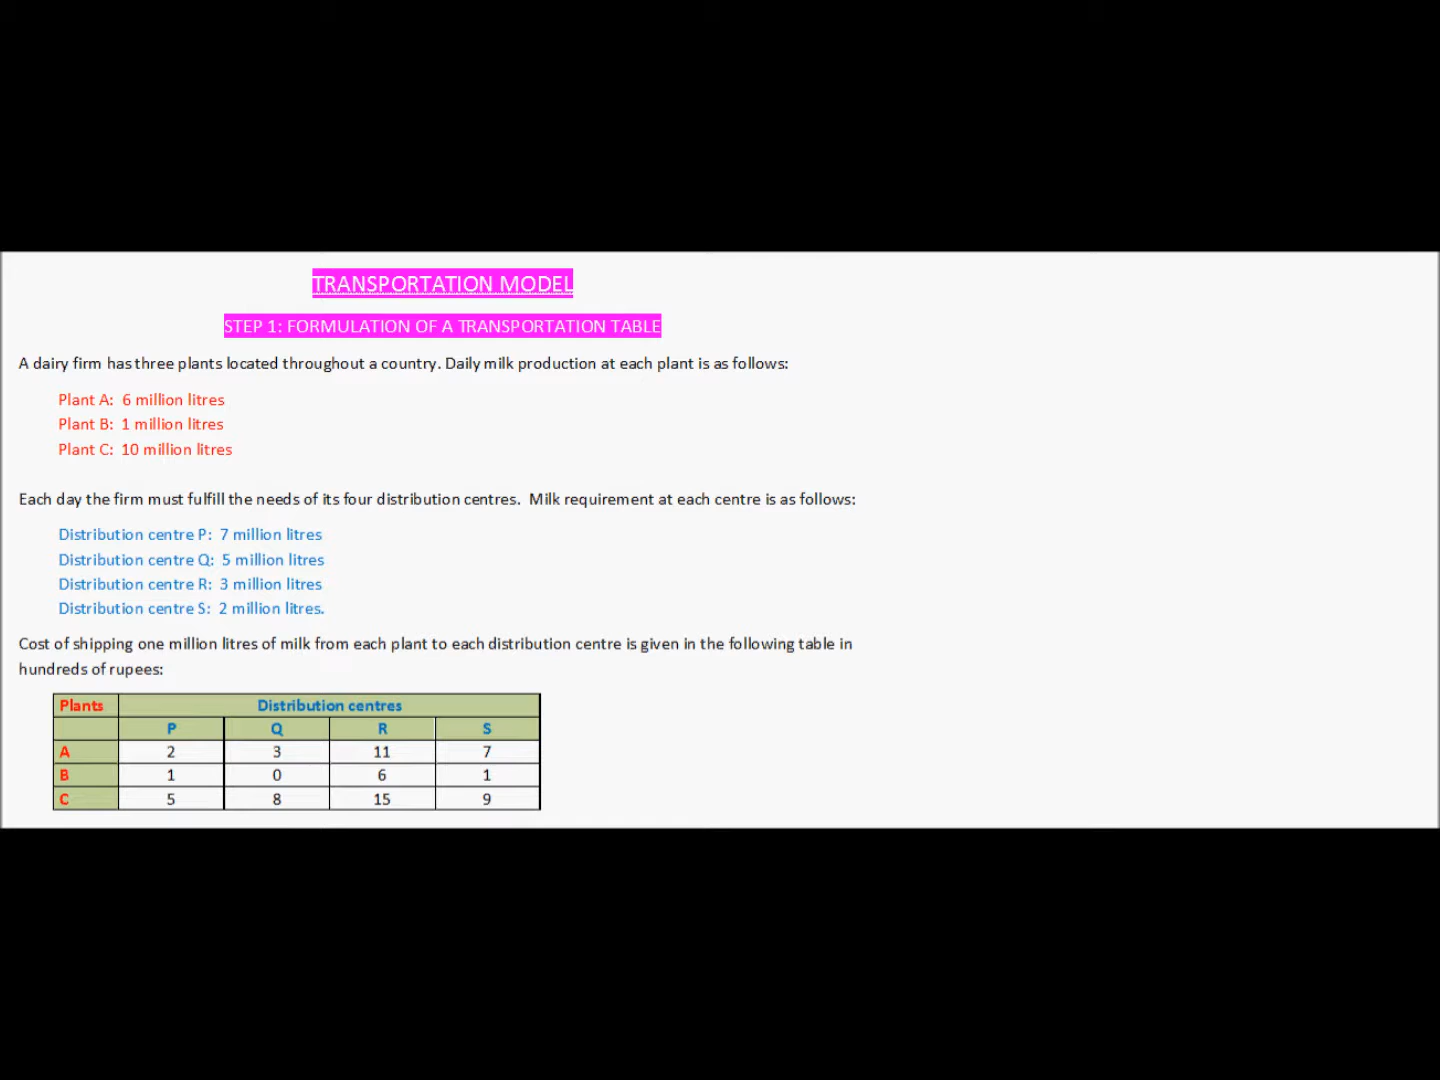 TRANSPORTATION MODEL
STEP 1: FORMULATION OF A TRANSPORTATION TABLE
A dairy firm has three plants located throughout a country. Daily milk production at each plant is as follows:
Plant A: 6 million litres
Plant B: 1 million litres
Plant C: 10 million litres
Each day the firm must fulfill the needs of its four distribution centres. Milk requirement at each centre is as follows:
Distribution centre P: 7 million litres
Distribution centre Q: 5 million litres
Distribution centre R: 3 million litres
Distribution centre S: 2 million litres.
Cost of shipping one million litres of milk from each plant to each distribution centre is given in the following table in
hundreds of rupees:
Plants Distribution centres
P Q R S
A 2 3 11 7
B 1 0 6 1
C 5 8 15 9